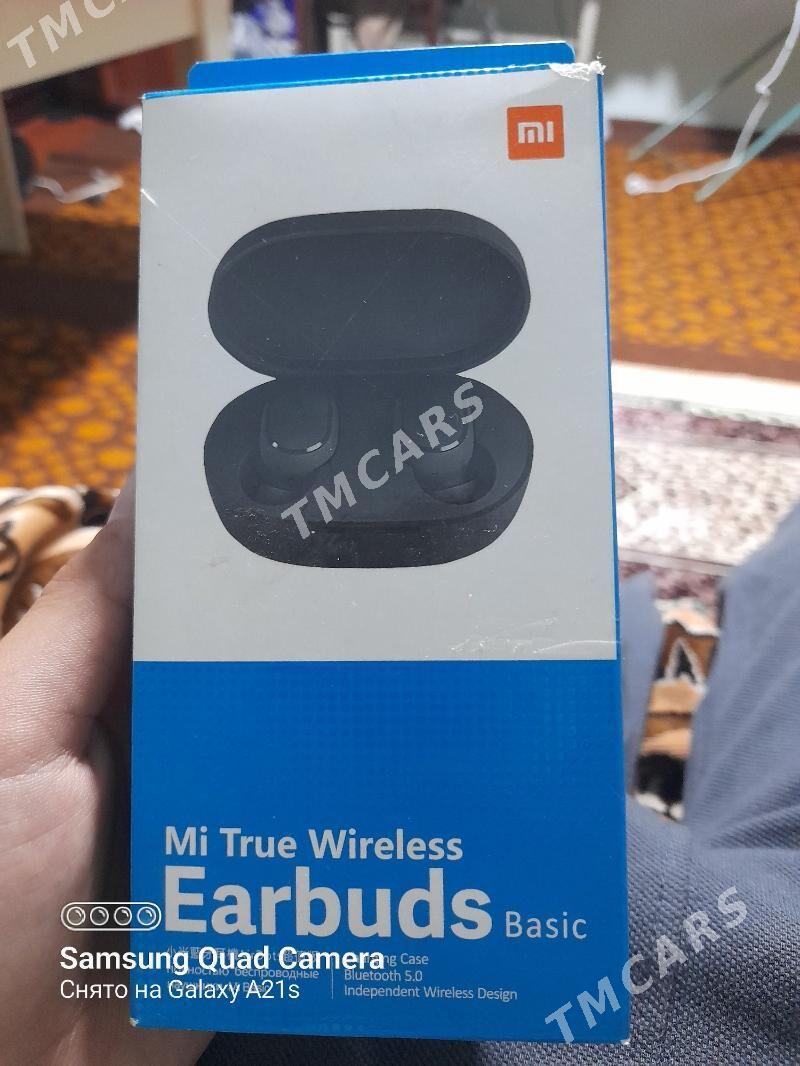 TMCARS
mi
TMCARS
Mi True Wireless
Earbuds Basic
беспроводные
Case
Bluetooth 5.0
Independent Wireless Design
Samsung Quad Camera
Снято на Galaxy A21s
TMCARS